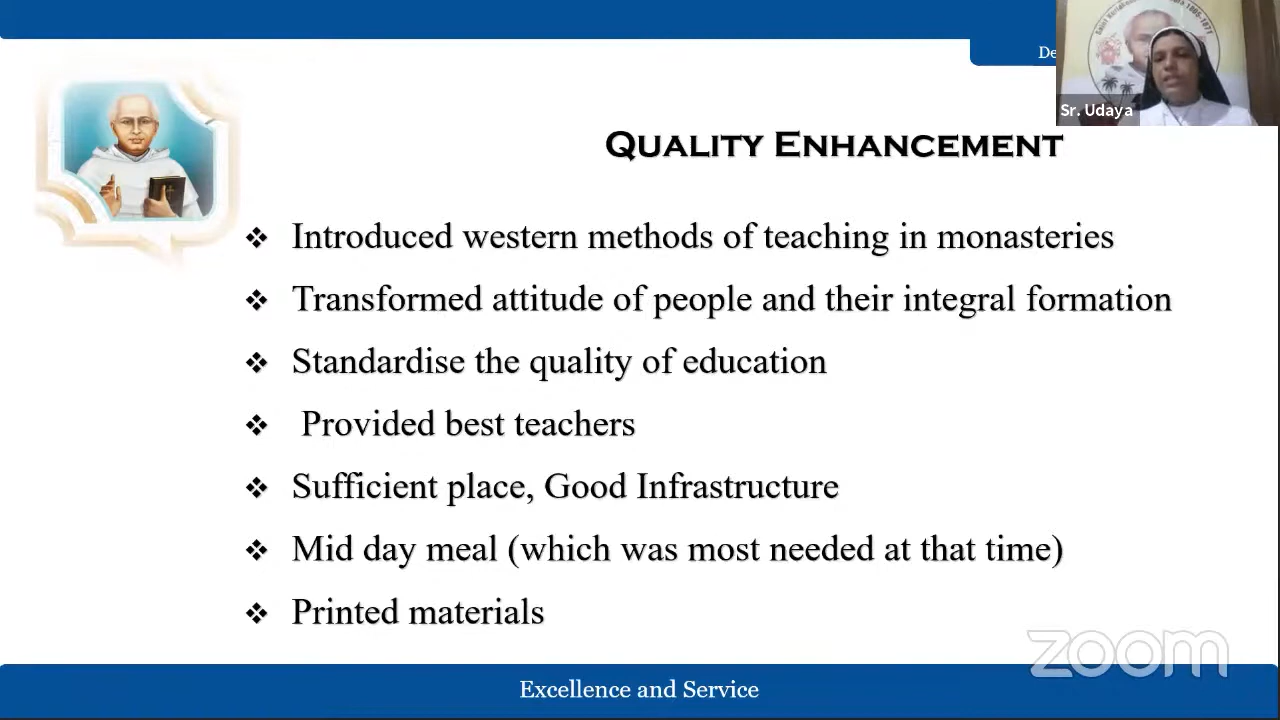 De
Sr. Udaya
QUALITY ENHANCEMENT
❖ Introduced western methods of teaching in monasteries
❖ Transformed attitude of people and their integral formation
❖ Standardise the quality of education
❖ Provided best teachers
❖ Sufficient place, Good Infrastructure
❖ Mid day meal (which was most needed at that time)
❖ Printed materials
zoom
Excellence and Service